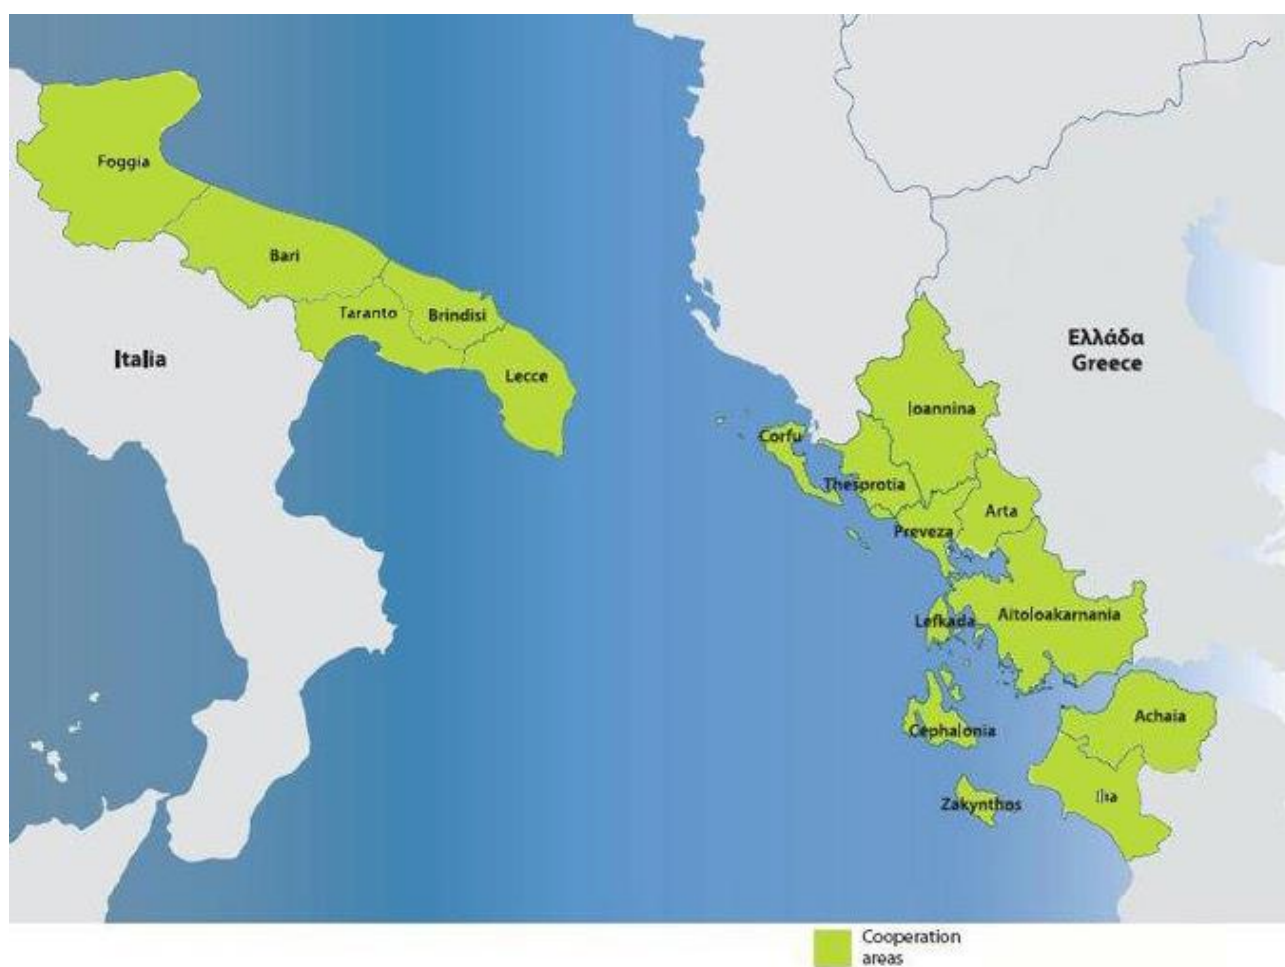 Foggia
Bari
Taranto
Brindisi
Lecce
Italia
Ελλάδα
Greece
Ioannina
Corfu
Thesprotia
Arta
Preveza
Lefkada
Aitoloakarnania
Cephalonia
Achaia
Zakynthos
Ilia
Cooperation
areas